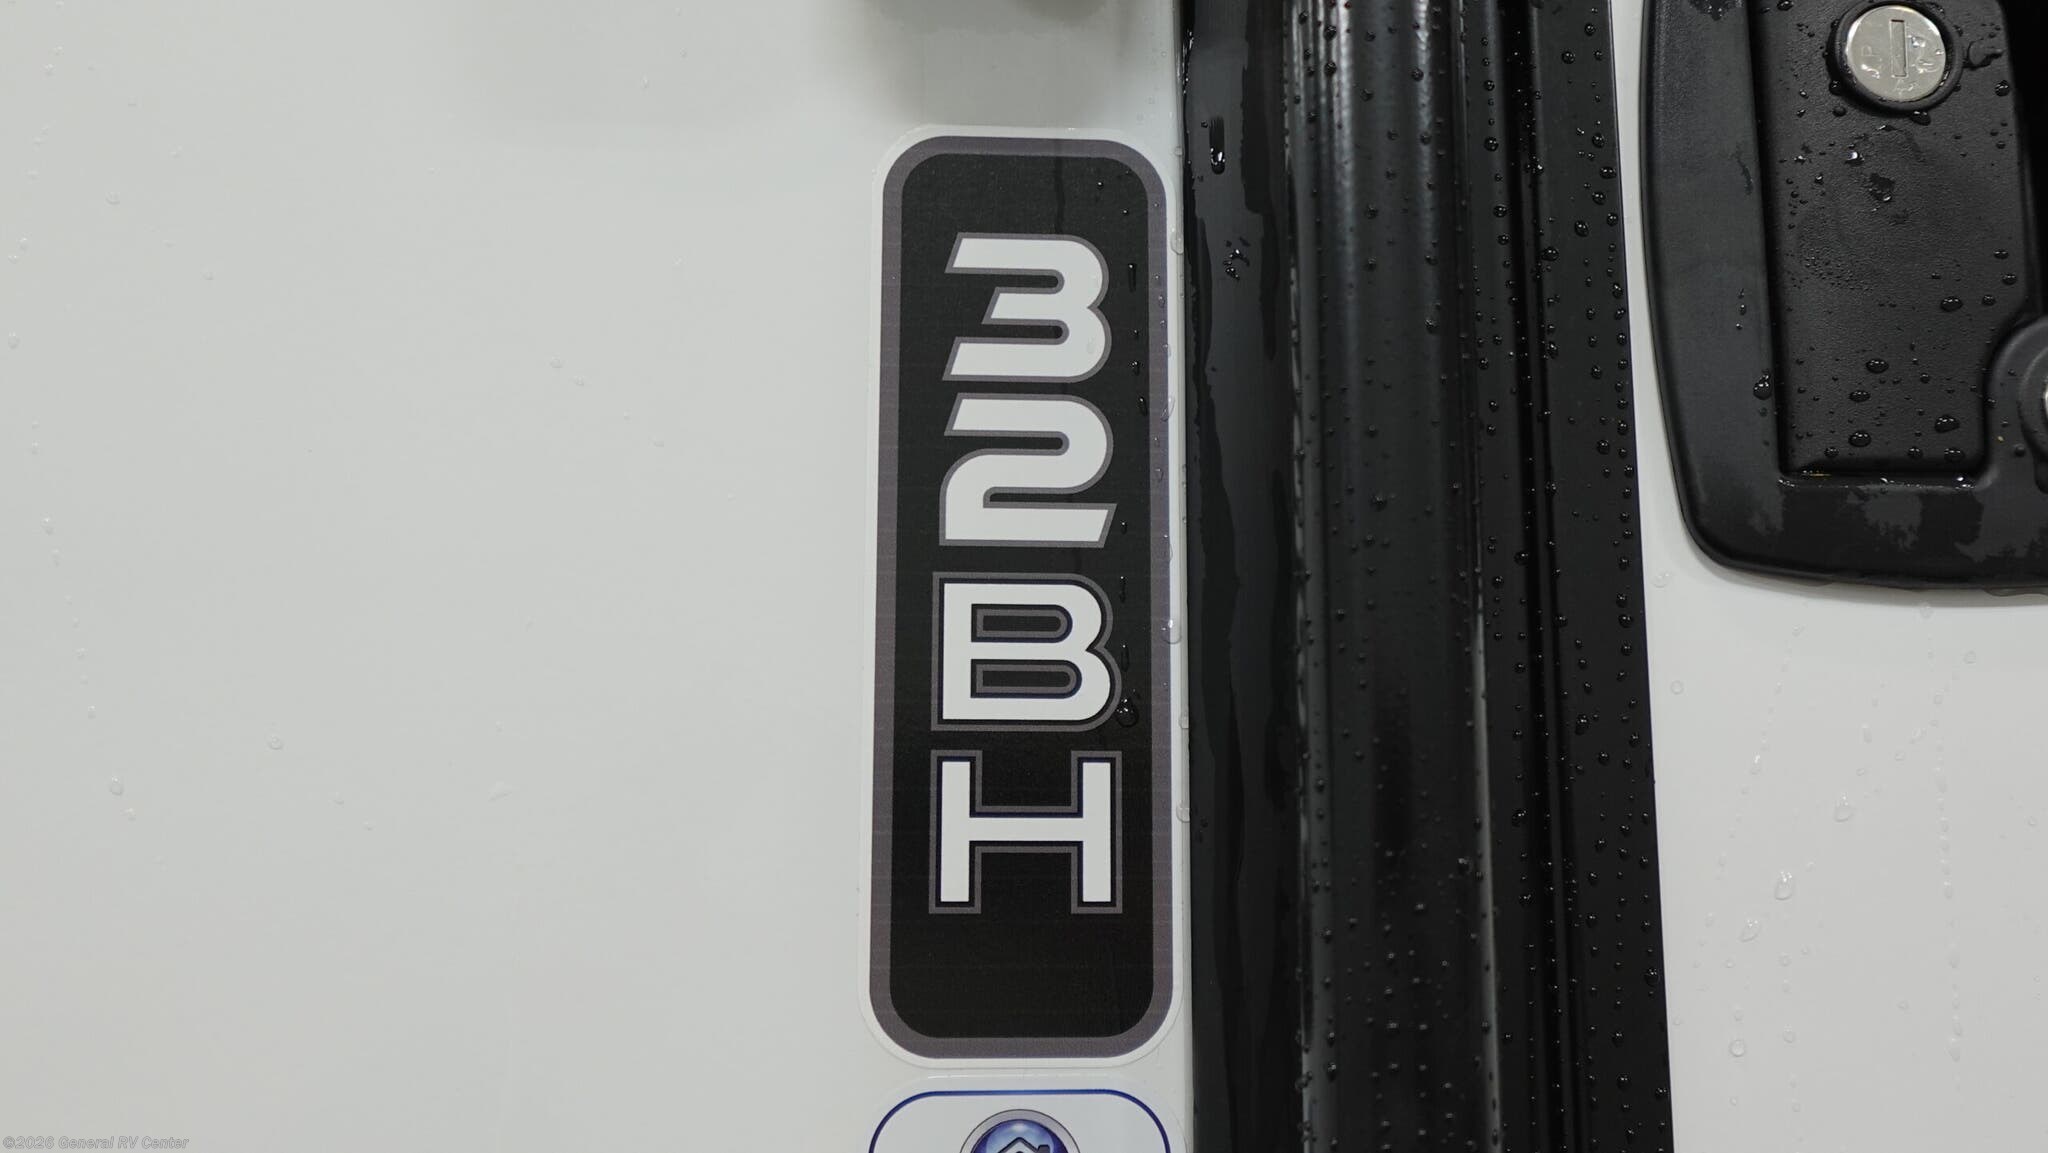 32BH
©2026 General RV Center